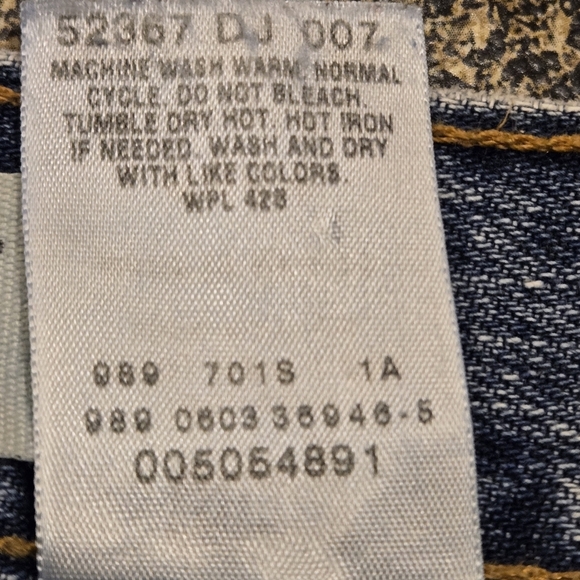 52367 DJ 007
MACHINE WASH WARM, NORMAL
CYCLE. DO NOT BLEACH.
TUMBLE DRY HOT. HOT IRON
IF NEEDED. WASH AND DRY
WITH LIKE COLORS.
WPL 423
989 701S 1A
989 0603 36946-5
005054891